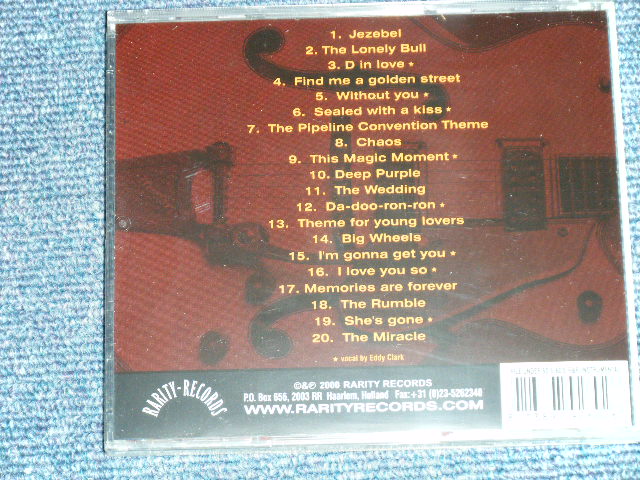 1. Jezebel
2. The Lonely Bull
3. D in love ★
4. Find me a golden street
5. Without you ★
6. Sealed with a kiss ★
7. The Pipeline Convention Theme
8. Chaos
9. This Magic Moment ★
10. Deep Purple
11. The Wedding
12. Da-doo-ron-ron ★
13. Theme for young lovers
14. Big Wheels
15. I'm gonna get you ★
16. I love you so ★
17. Memories are forever
18. The Rumble
19. She's gone ★
20. The Miracle
★ vocal by Eddy Clark
RARITY-RECORDS
©&℗ 2000 RARITY RECORDS
P.O. Box 656, 2003 RR Haarlem, Holland Fax:+31 (0)23-5262340
WWW.RARITYRECORDS.COM